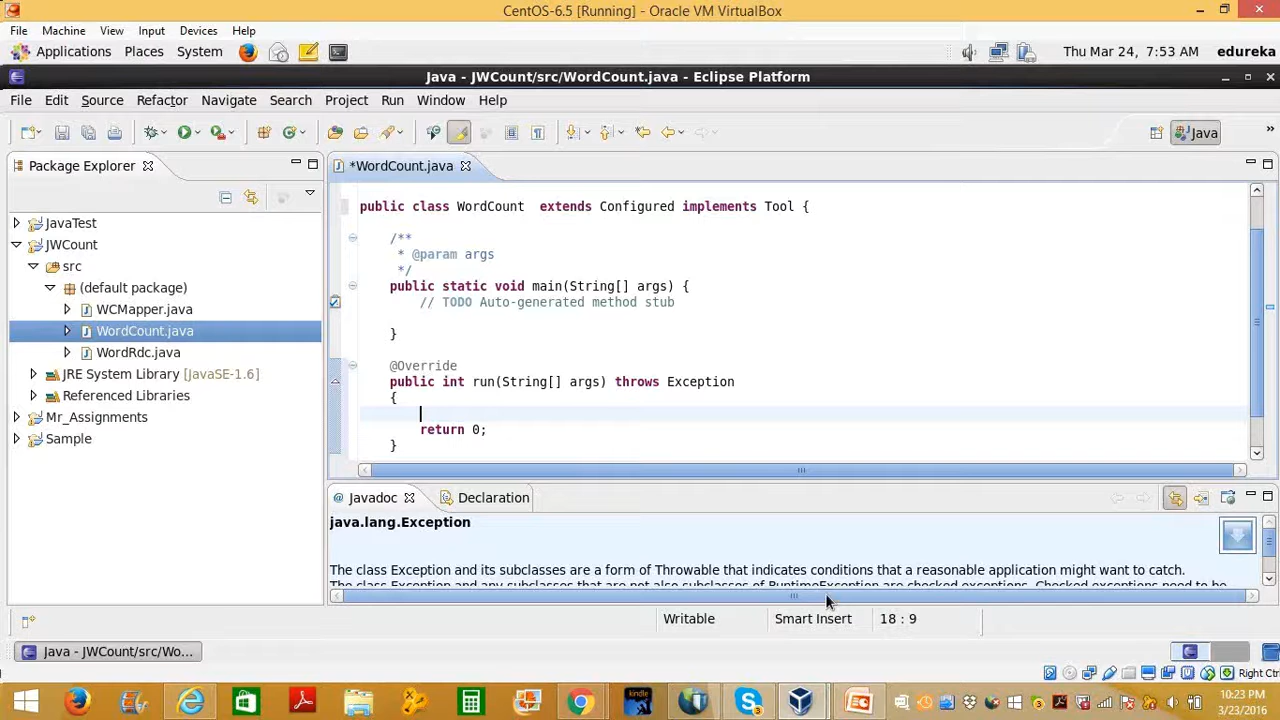 CentOS-6.5 [Running] - Oracle VM VirtualBox
File Machine View Input Devices Help
Applications Places System Thu Mar 24, 7:53 AM edureka
Java - JWCount/src/WordCount.java - Eclipse Platform
File Edit Source Refactor Navigate Search Project Run Window Help
Java
Package Explorer
JavaTest
JWCount
src
(default package)
WCMapper.java
WordCount.java
WordRdc.java
JRE System Library [JavaSE-1.6]
Referenced Libraries
Mr_Assignments
Sample
*WordCount.java
public class WordCount  extends Configured implements Tool {
/**
* @param args
*/
public static void main(String[] args) {
// TODO Auto-generated method stub
}
@Override
public int run(String[] args) throws Exception
{
return 0;
}
@ Javadoc Declaration
java.lang.Exception
The class Exception and its subclasses are a form of Throwable that indicates conditions that a reasonable application might want to catch.
The class Exception and any subclasses that are not also subclasses of RuntimeException are checked exceptions. Checked exceptions need to be
Writable Smart Insert 18 : 9
Java - JWCount/src/Wo...
Right Ctrl
kindle
10:23 PM
3/23/2016